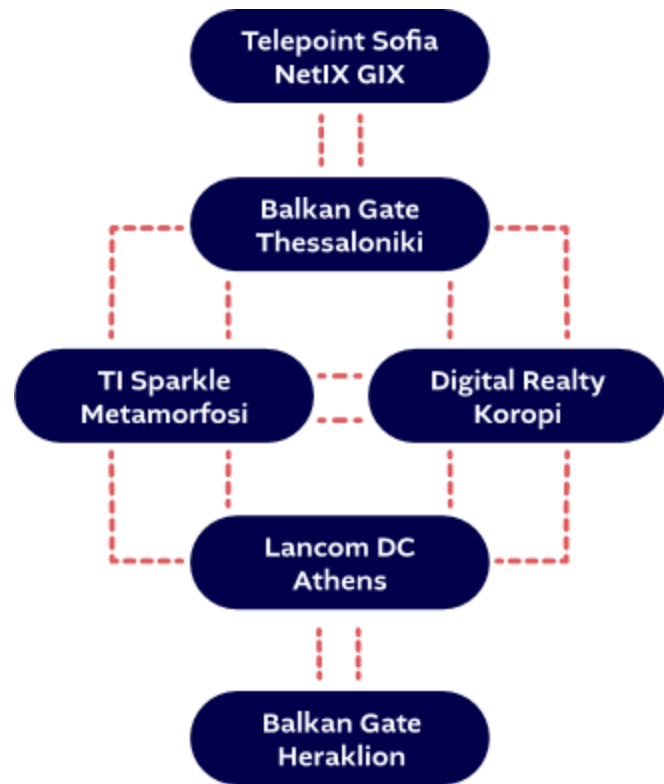 Telepoint Sofia
NetIX GIX
Balkan Gate
Thessaloniki
TI Sparkle
Metamorfosi
Digital Realty
Koropi
Lancom DC
Athens
Balkan Gate
Heraklion